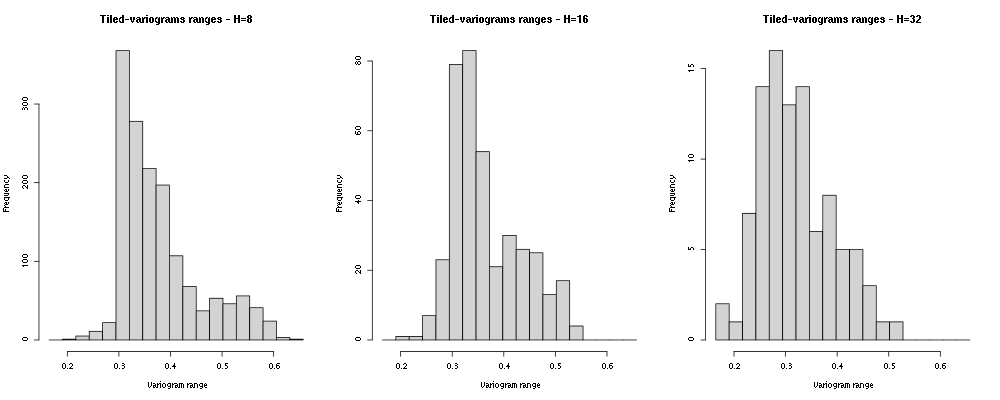 Tiled-variograms ranges - H=8
Frequency
0
100
200
300
0.2 0.3 0.4 0.5 0.6
Variogram range
Tiled-variograms ranges - H=16
Frequency
0
20
40
60
80
0.2 0.3 0.4 0.5 0.6
Variogram range
Tiled-variograms ranges - H=32
Frequency
0
5
10
15
0.2 0.3 0.4 0.5 0.6
Variogram range